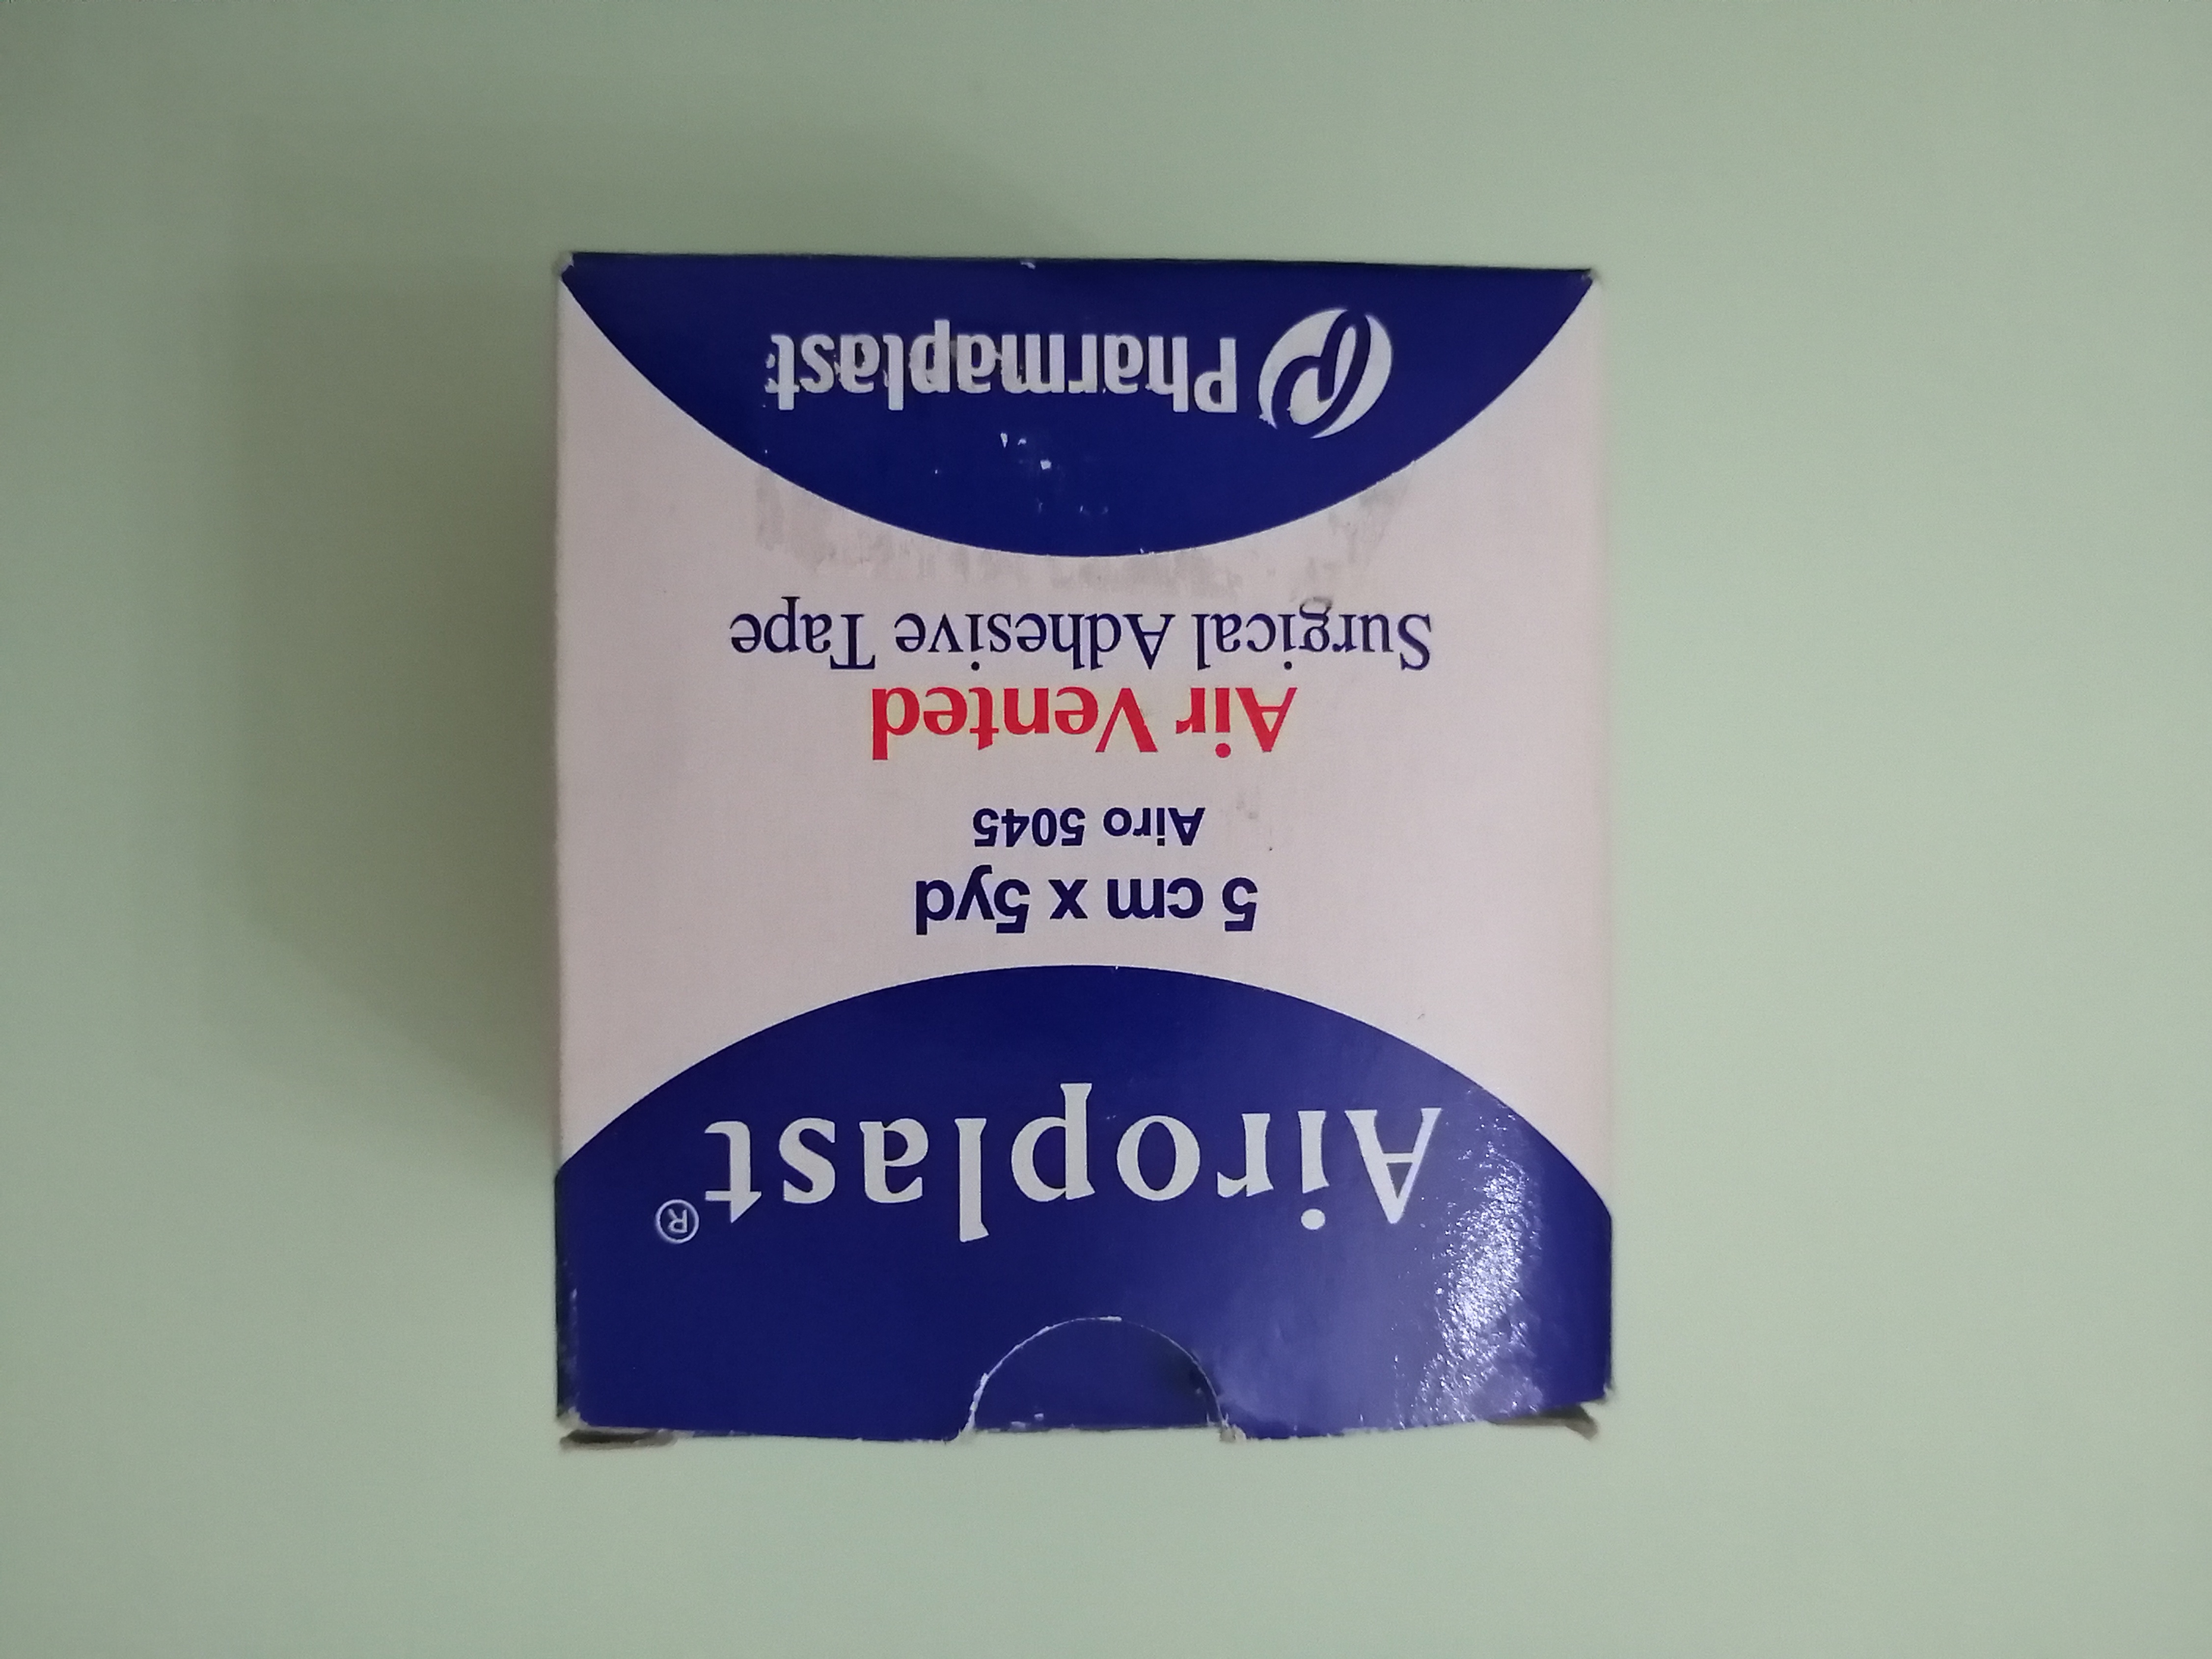 Airoplast®
5 cm x 5yd
Airo 5045
Air Vented
Surgical Adhesive Tape
Pharmaplast